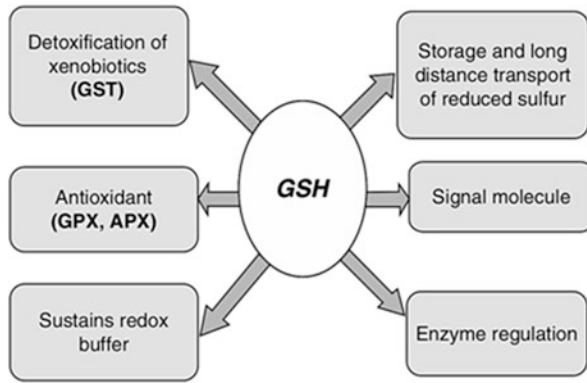 Detoxification of
xenobiotics
(GST)
Storage and long
distance transport
of reduced sulfur
GSH
Antioxidant
(GPX, APX)
Signal molecule
Sustains redox
buffer
Enzyme regulation